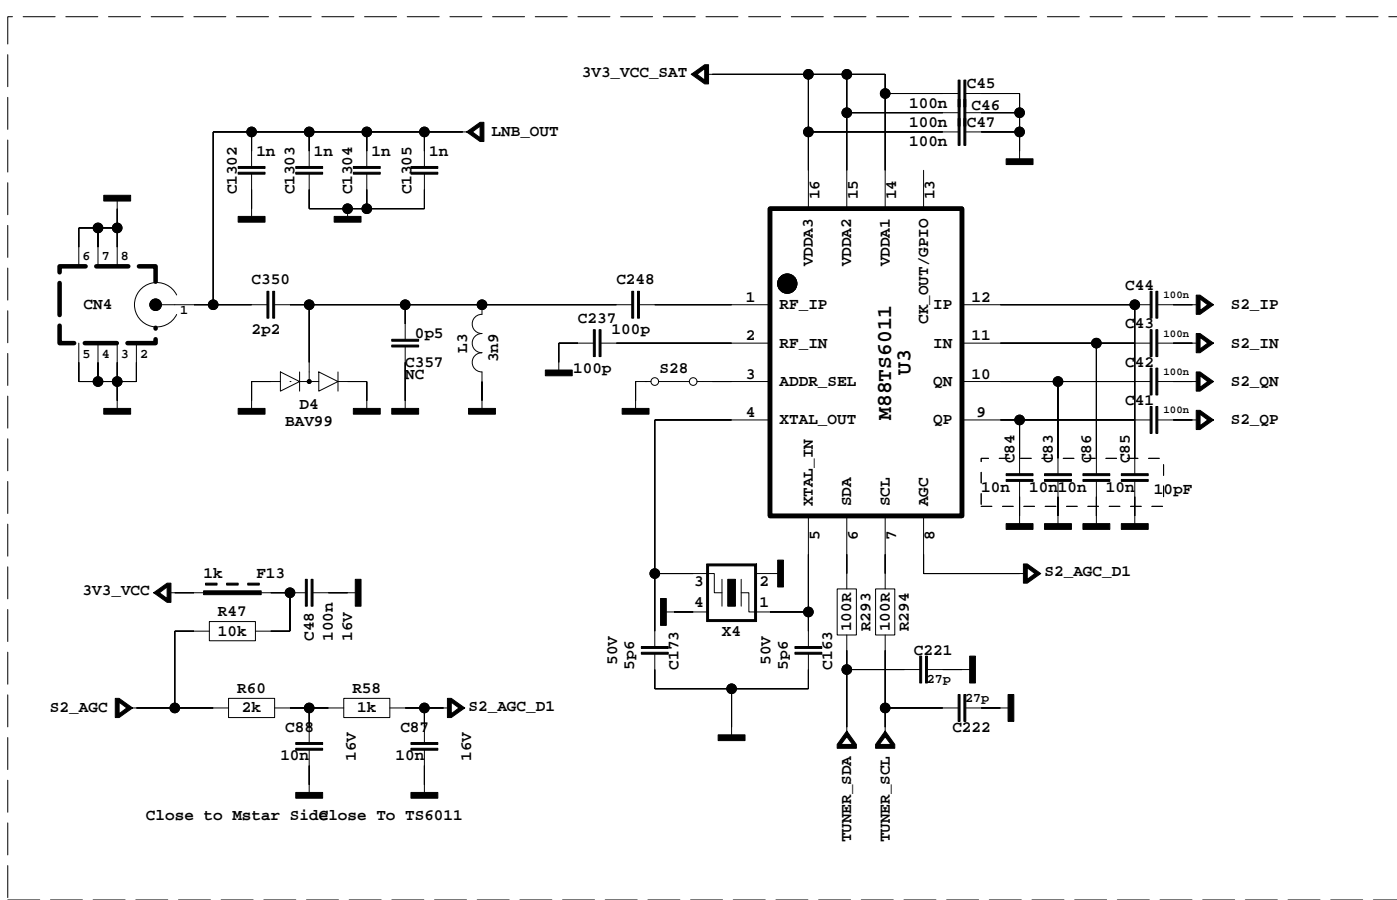 3V3_VCC_SAT
C45
100n C46
100n C47
100n
LNB_OUT
C1302
1n
C1303
1n
C1304
1n
C1305
1n
16
15
14
13
VDDA3
VDDA2
VDDA1
CK_OUT/GPIO
6 7 8
CN4
1
5 4 3 2
C350
2p2
D4
BAV99
0p5
C357
NC
L3
3n9
C248
100p
C237
100p
S28
1 RF_IP
2 RF_IN
3 ADDR_SEL
4 XTAL_OUT
M88TS6011
U3
IP 12
IN 11
QN 10
QP 9
C44
100n
S2_IP
C43
100n
S2_IN
C42
100n
S2_QN
C41
100n
S2_QP
C84
C83
C86
C85
10n
10n
10n
10n
10pF
XTAL_IN
SDA
SCL
AGC
5
6
7
8
S2_AGC_D1
3 2
4 1
X4
50V
5p6
C173
50V
5p6
C163
100R
R293
100R
R294
C221
27p
27p
C222
TUNER_SDA
TUNER_SCL
1k F13
3V3_VCC
R47
10k
C48
100n
16V
S2_AGC
R60
2k
R58
1k
S2_AGC_D1
C88
10n
16V
C87
10n
16V
Close to Mstar Side
Close To TS6011